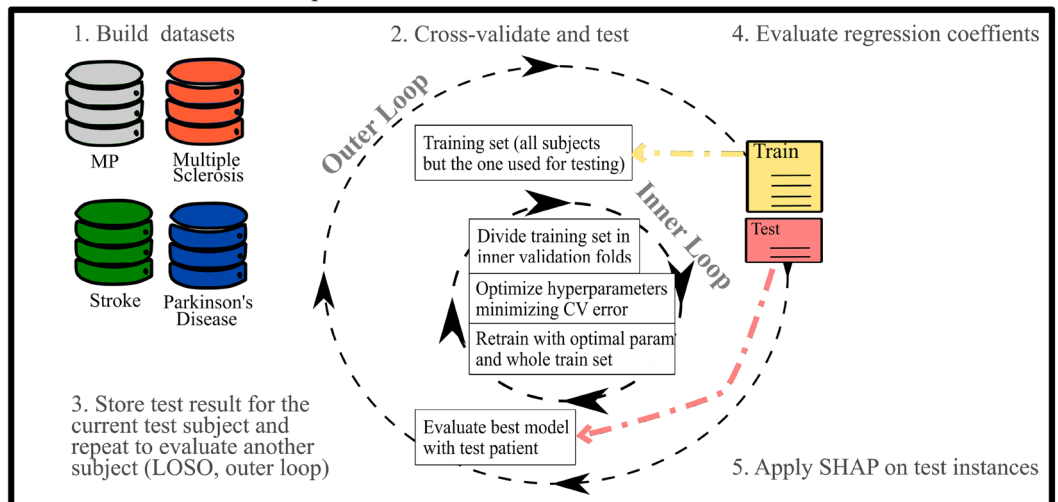 1. Build datasets
MP
Multiple
Sclerosis
Stroke
Parkinson's
Disease
2. Cross-validate and test
Outer Loop
Training set (all subjects
but the one used for testing)
Inner Loop
Divide training set in
inner validation folds
Optimize hyperparameters
minimizing CV error
Retrain with optimal param
and whole train set
Evaluate best model
with test patient
Train
Test
3. Store test result for the
current test subject and
repeat to evaluate another
subject (LOSO, outer loop)
4. Evaluate regression coeffients
5. Apply SHAP on test instances